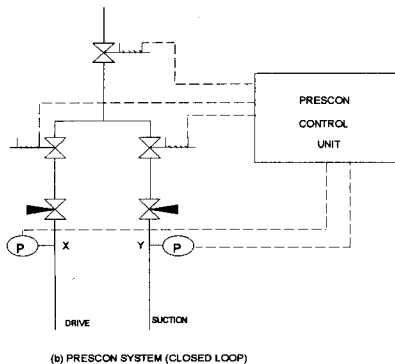 PRESCON
CONTROL
UNIT
P
X
Y
P
DRIVE
SUCTION
(b) PRESCON SYSTEM (CLOSED LOOP)